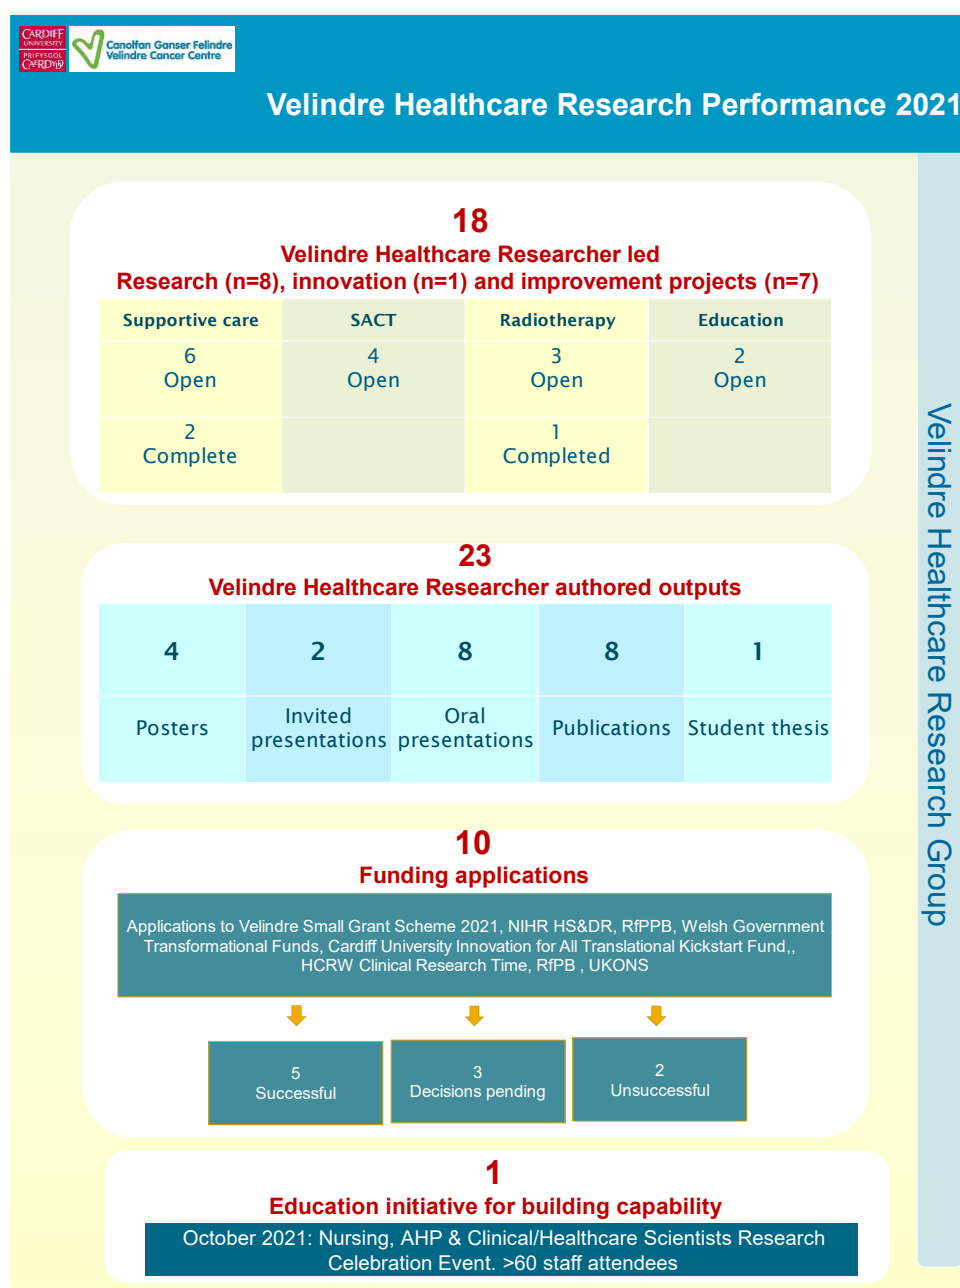 CARDIFF
UNIVERSITY
PRIFYSGOL
CAERDYDD
Canolfan Ganser Felindre
Velindre Cancer Centre
Velindre Healthcare Research Performance 2021
18
Velindre Healthcare Researcher led
Research (n=8), innovation (n=1) and improvement projects (n=7)
Supportive care SACT Radiotherapy Education
6 4 3 2
Open Open Open Open
2 1
Complete Completed
23
Velindre Healthcare Researcher authored outputs
4 2 8 8 1
Posters Invited presentations Oral presentations Publications Student thesis
10
Funding applications
Applications to Velindre Small Grant Scheme 2021, NIHR HS&DR, RfPPB, Welsh Government
Transformational Funds, Cardiff University Innovation for All Translational Kickstart Fund,,
HCRW Clinical Research Time, RfPB , UKONS
5 3 2
Successful Decisions pending Unsuccessful
1
Education initiative for building capability
October 2021: Nursing, AHP & Clinical/Healthcare Scientists Research
Celebration Event. >60 staff attendees
Velindre Healthcare Research Group